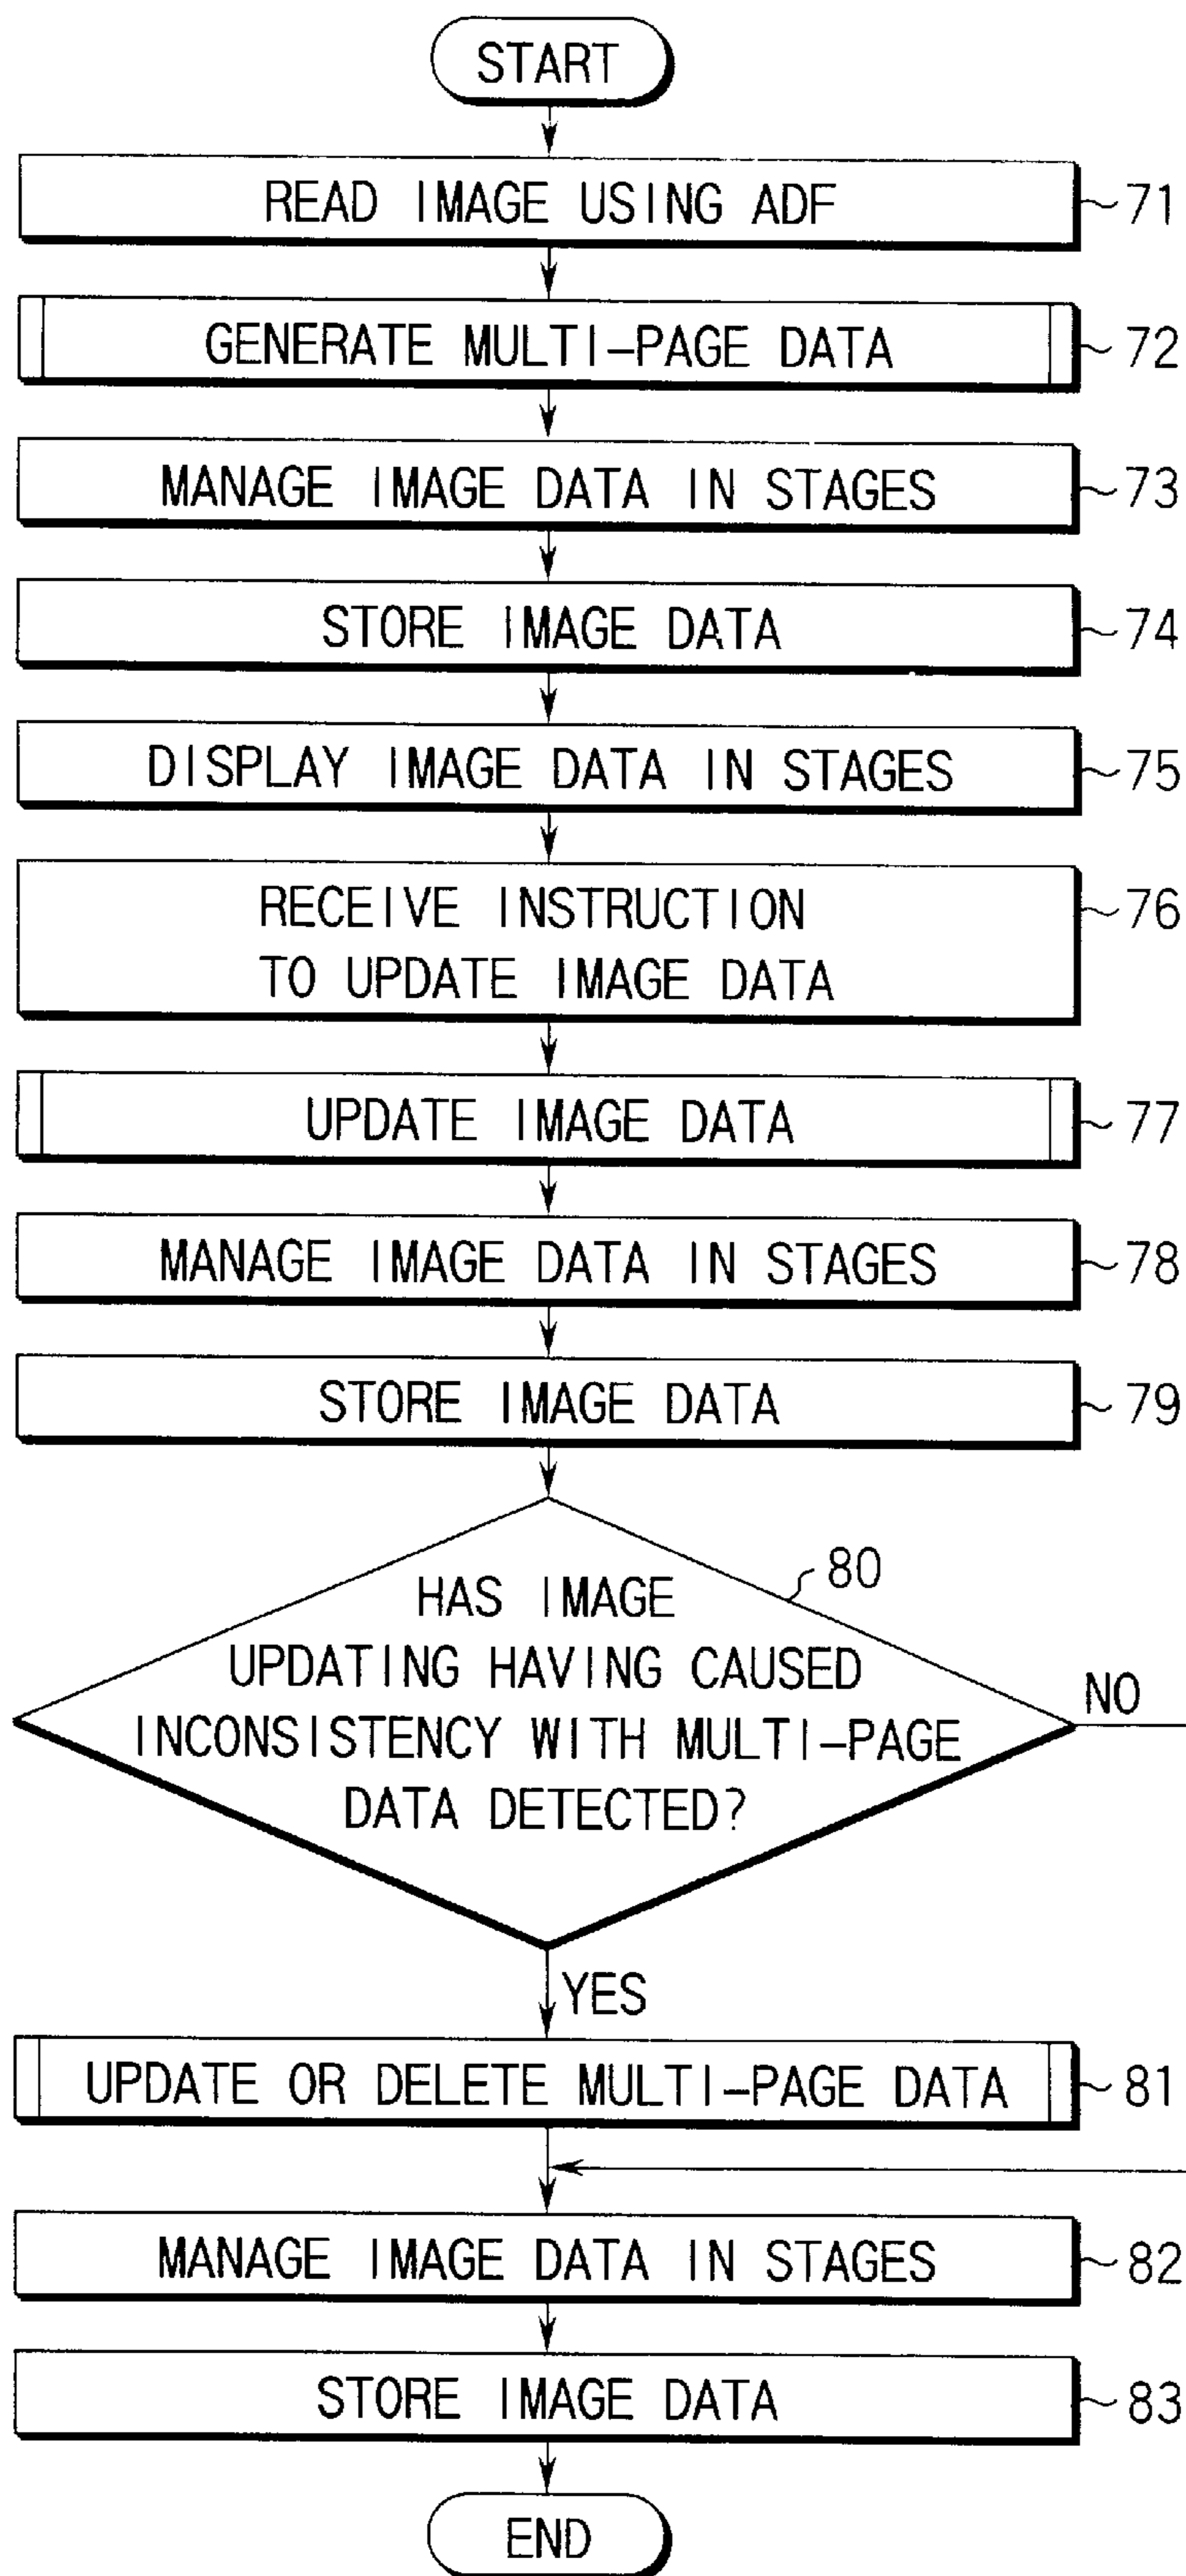 START
READ IMAGE USING ADF
71
GENERATE MULTI-PAGE DATA
72
MANAGE IMAGE DATA IN STAGES
73
STORE IMAGE DATA
74
DISPLAY IMAGE DATA IN STAGES
75
RECEIVE INSTRUCTION
TO UPDATE IMAGE DATA
76
UPDATE IMAGE DATA
77
MANAGE IMAGE DATA IN STAGES
78
STORE IMAGE DATA
79
80
HAS IMAGE
UPDATING HAVING CAUSED
INCONSISTENCY WITH MULTI-PAGE
DATA DETECTED?
NO
YES
UPDATE OR DELETE MULTI-PAGE DATA
81
MANAGE IMAGE DATA IN STAGES
82
STORE IMAGE DATA
83
END